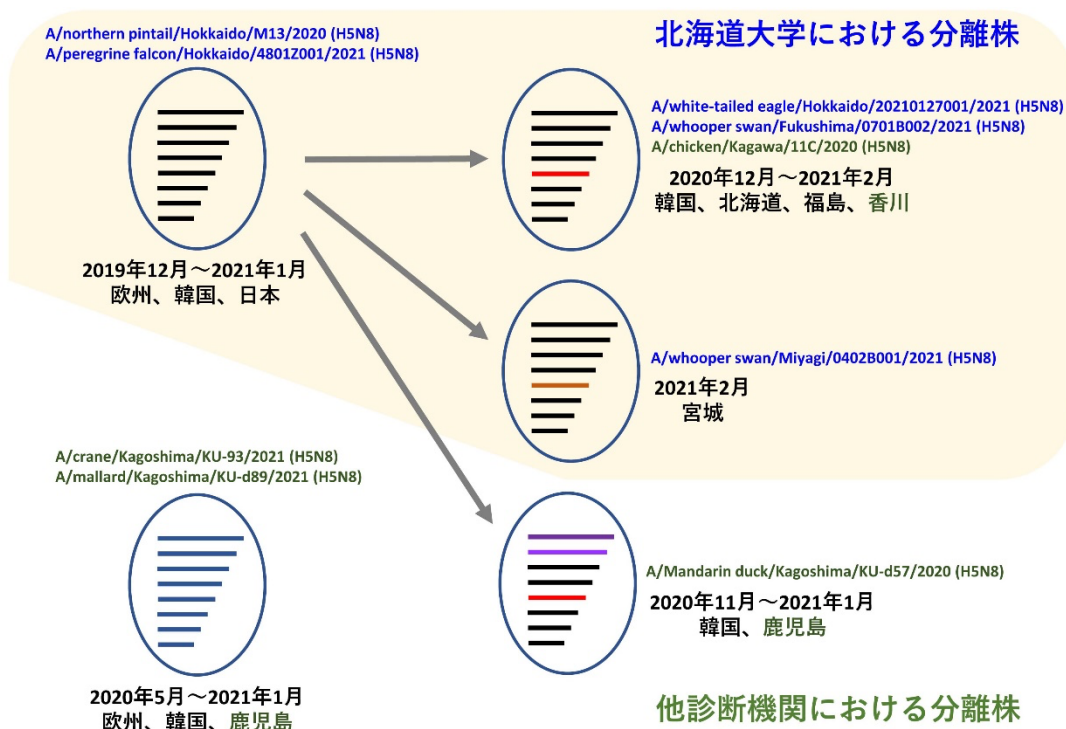 北海道大学における分離株
A/northern pintail/Hokkaido/M13/2020 (H5N8)
A/peregrine falcon/Hokkaido/4801Z001/2021 (H5N8)
2019年12月～2021年1月
欧州、韓国、日本
A/white-tailed eagle/Hokkaido/20210127001/2021 (H5N8)
A/whooper swan/Fukushima/0701B002/2021 (H5N8)
A/chicken/Kagawa/11C/2020 (H5N8)
2020年12月～2021年2月
韓国、北海道、福島、香川
A/whooper swan/Miyagi/0402B001/2021 (H5N8)
2021年2月
宮城
A/crane/Kagoshima/KU-93/2021 (H5N8)
A/mallard/Kagoshima/KU-d89/2021 (H5N8)
2020年5月～2021年1月
欧州、韓国、鹿児島
A/Mandarin duck/Kagoshima/KU-d57/2020 (H5N8)
2020年11月～2021年1月
韓国、鹿児島
他診断機関における分離株